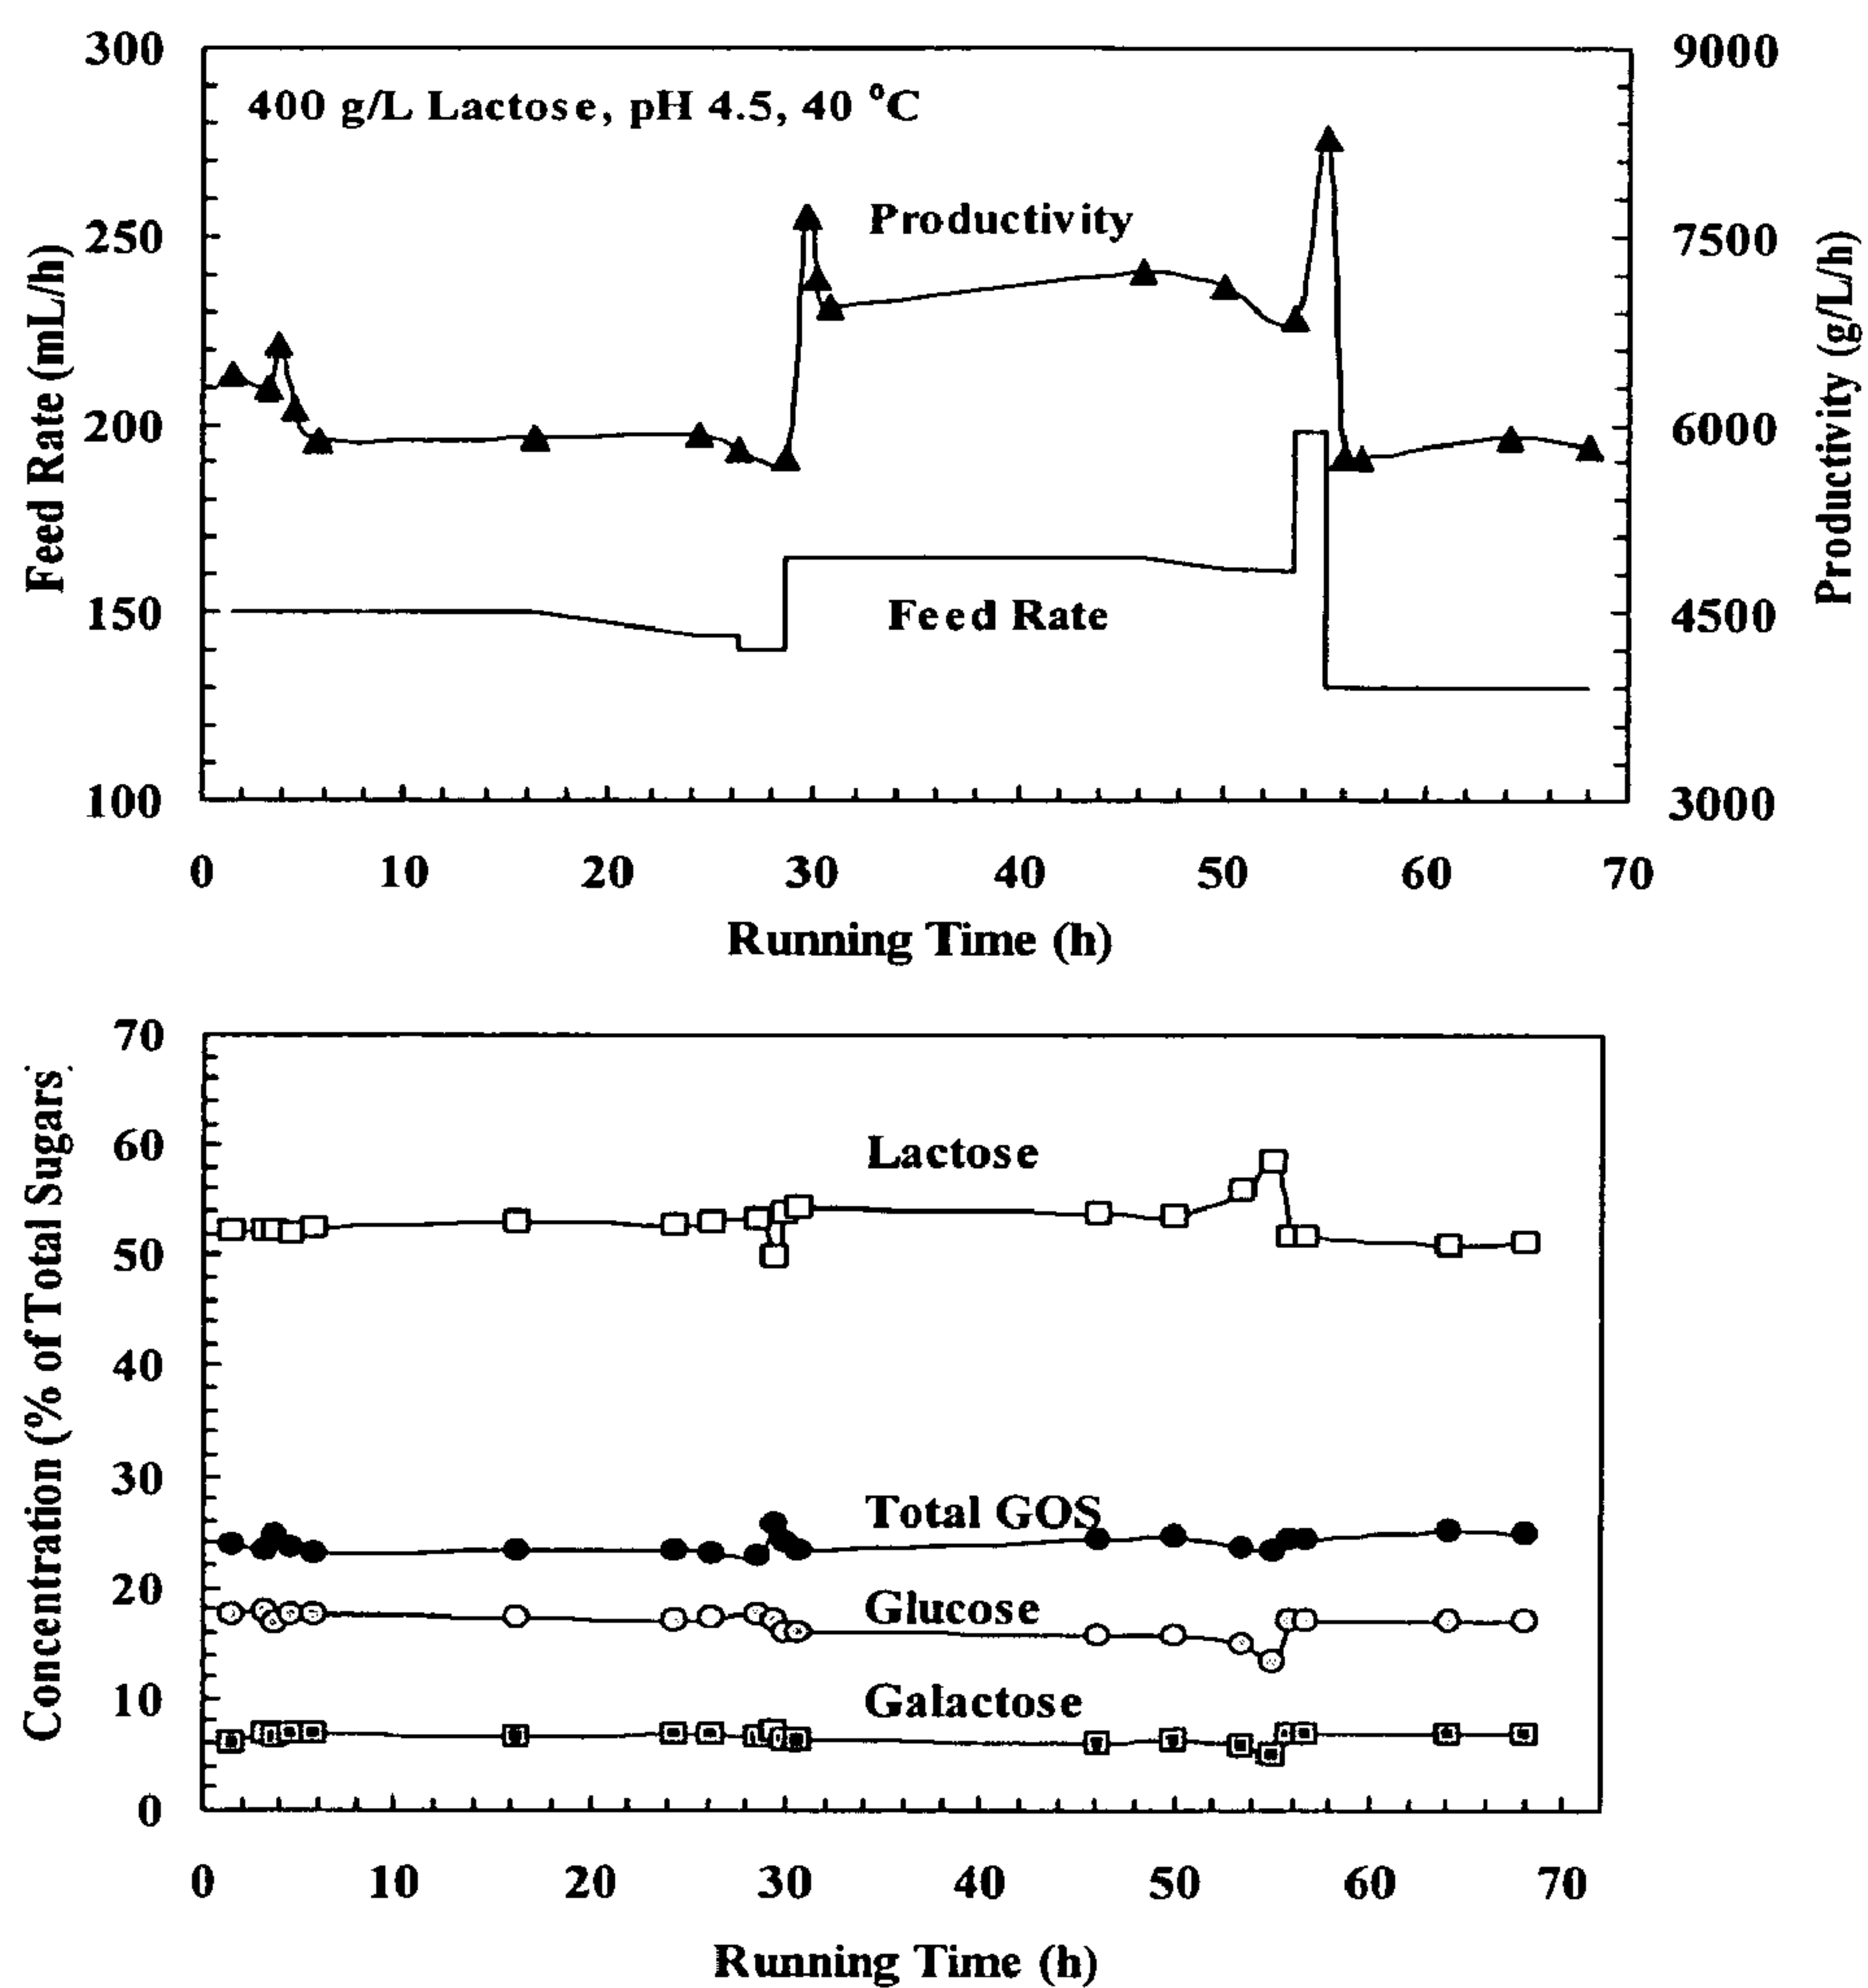 300
250
200
150
100
Feed Rate (mL/h)
400 g/L Lactose, pH 4.5, 40 °C
Productivity
Feed Rate
9000
7500
6000
4500
3000
Productivity (g/L/h)
0 10 20 30 40 50 60 70
Running Time (h)
70
60
50
40
30
20
10
0
Concentration (% of Total Sugars)
Lactose
Total GOS
Glucose
Galactose
0 10 20 30 40 50 60 70
Running Time (h)